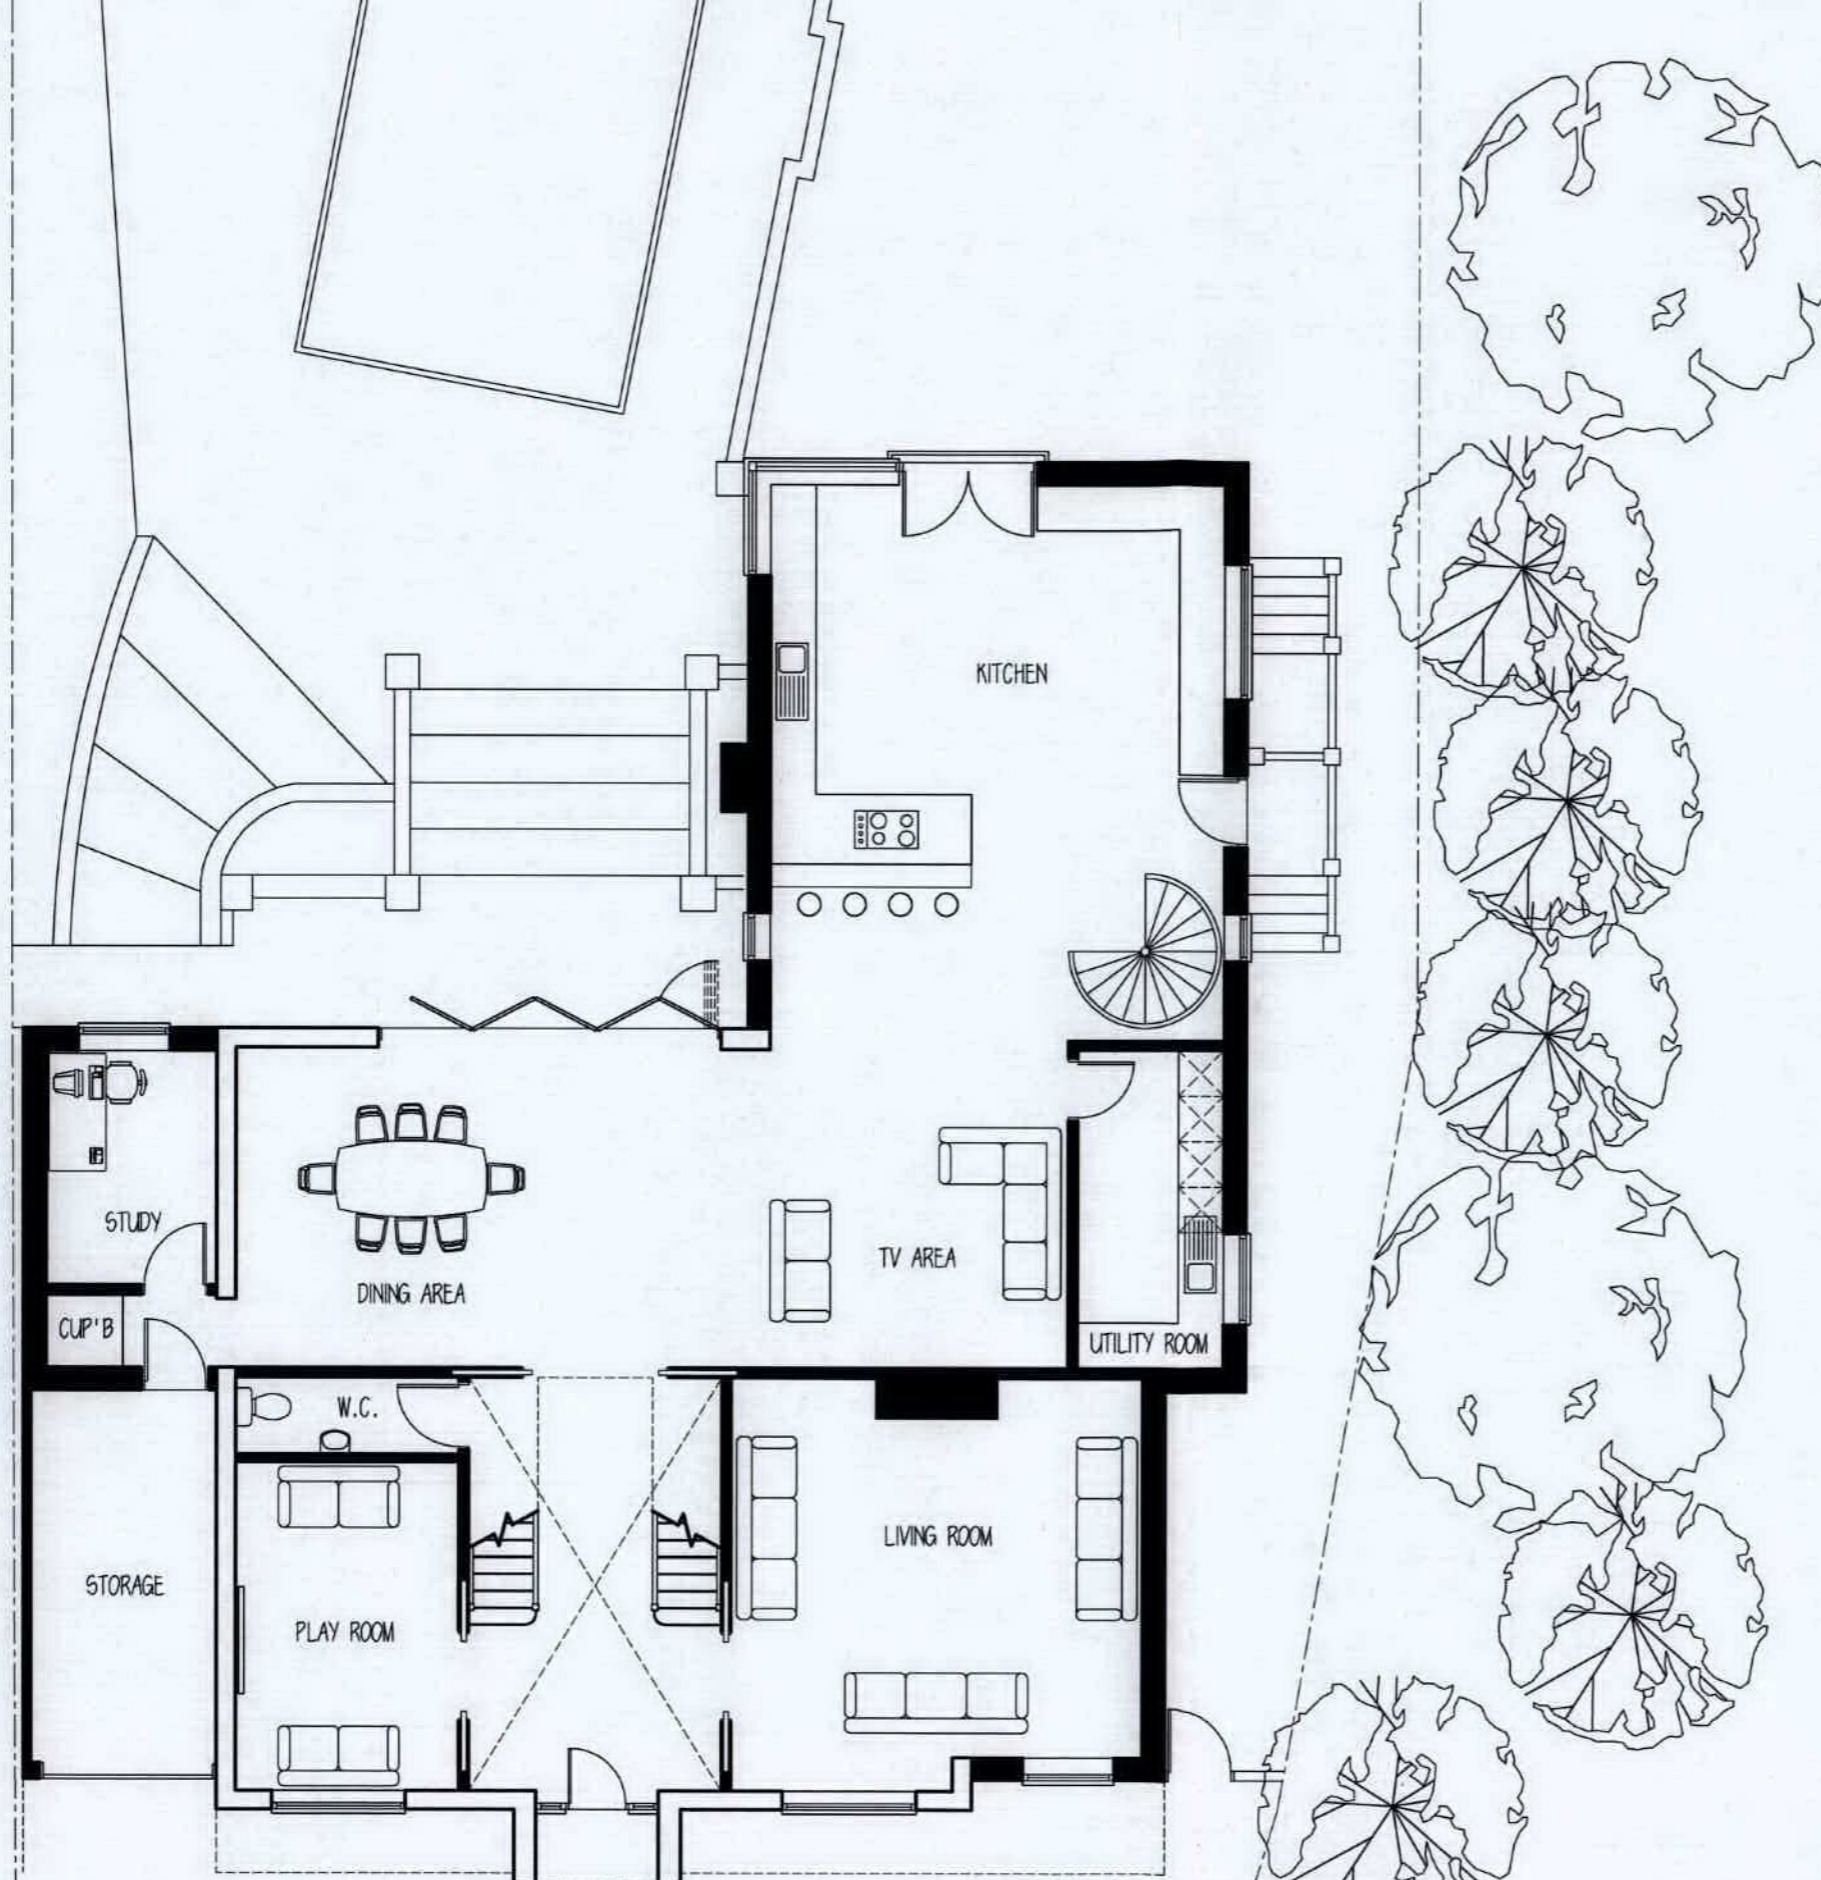 KITCHEN
STUDY
TV AREA
DINING AREA
CUP'B
UTILITY ROOM
W.C.
LIVING ROOM
STORAGE
PLAY ROOM